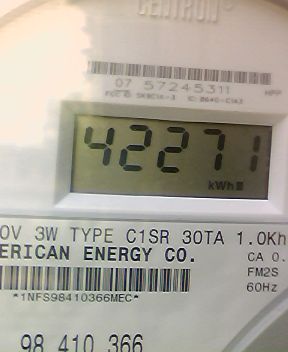 CENTRON®
07 57245311
HPP
42271
kWh
0V 3W TYPE C1SR 30TA 1.0Kh
ERICAN ENERGY CO.
CA 0.
FM2S
60Hz
*1NFS98410366MEC*
98 410 366